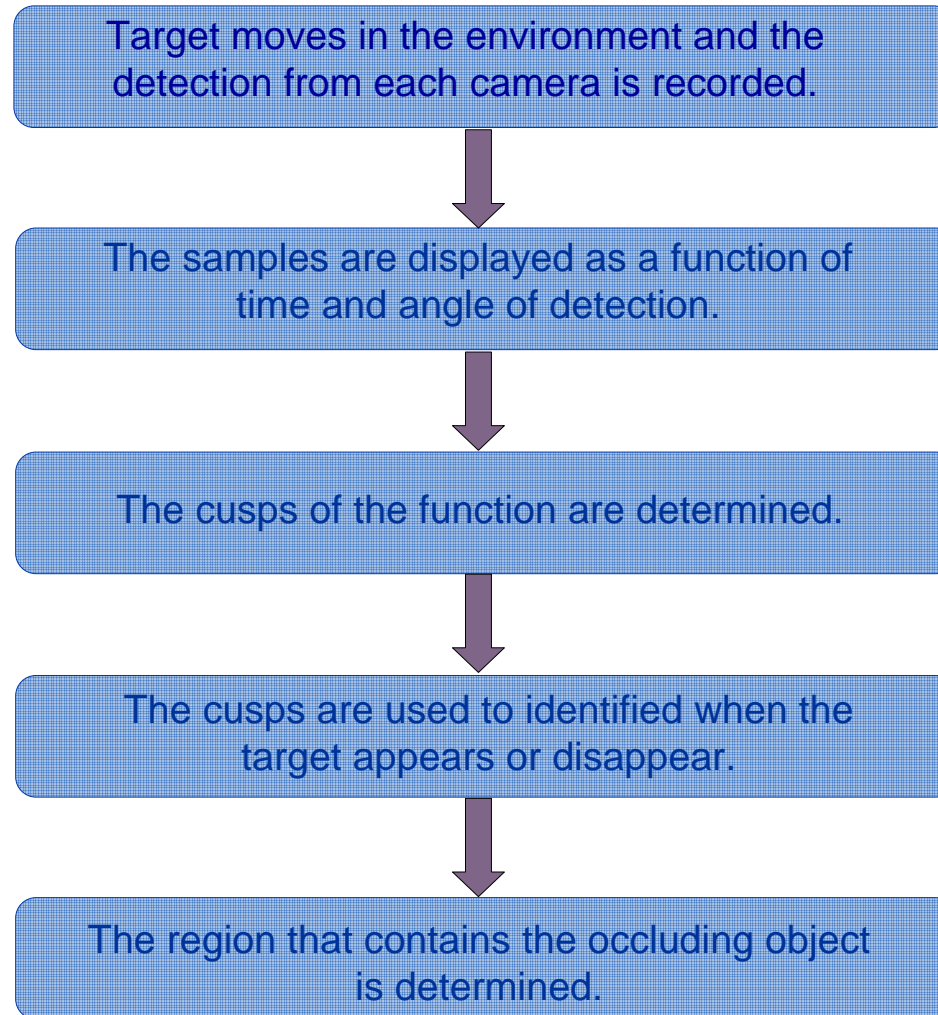 Target moves in the environment and the
detection from each camera is recorded.
The samples are displayed as a function of
time and angle of detection.
The cusps of the function are determined.
The cusps are used to identified when the
target appears or disappear.
The region that contains the occluding object
is determined.